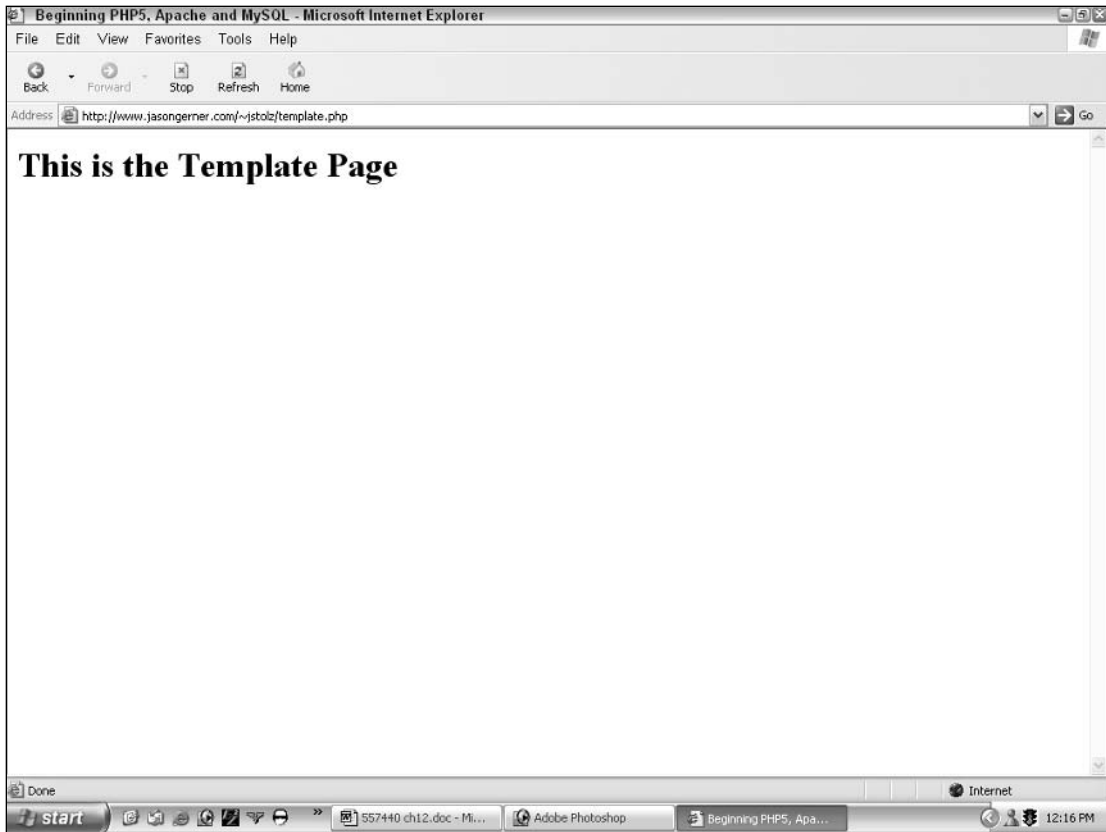 Beginning PHP5, Apache and MySQL - Microsoft Internet Explorer
File Edit View Favorites Tools Help
Back Forward Stop Refresh Home
Address http://www.jasongerner.com/~jstolz/template.php Go
This is the Template Page
Done Internet
start » 557440 ch12.doc - Mi... Adobe Photoshop Beginning PHP5, Apa... 12:16 PM